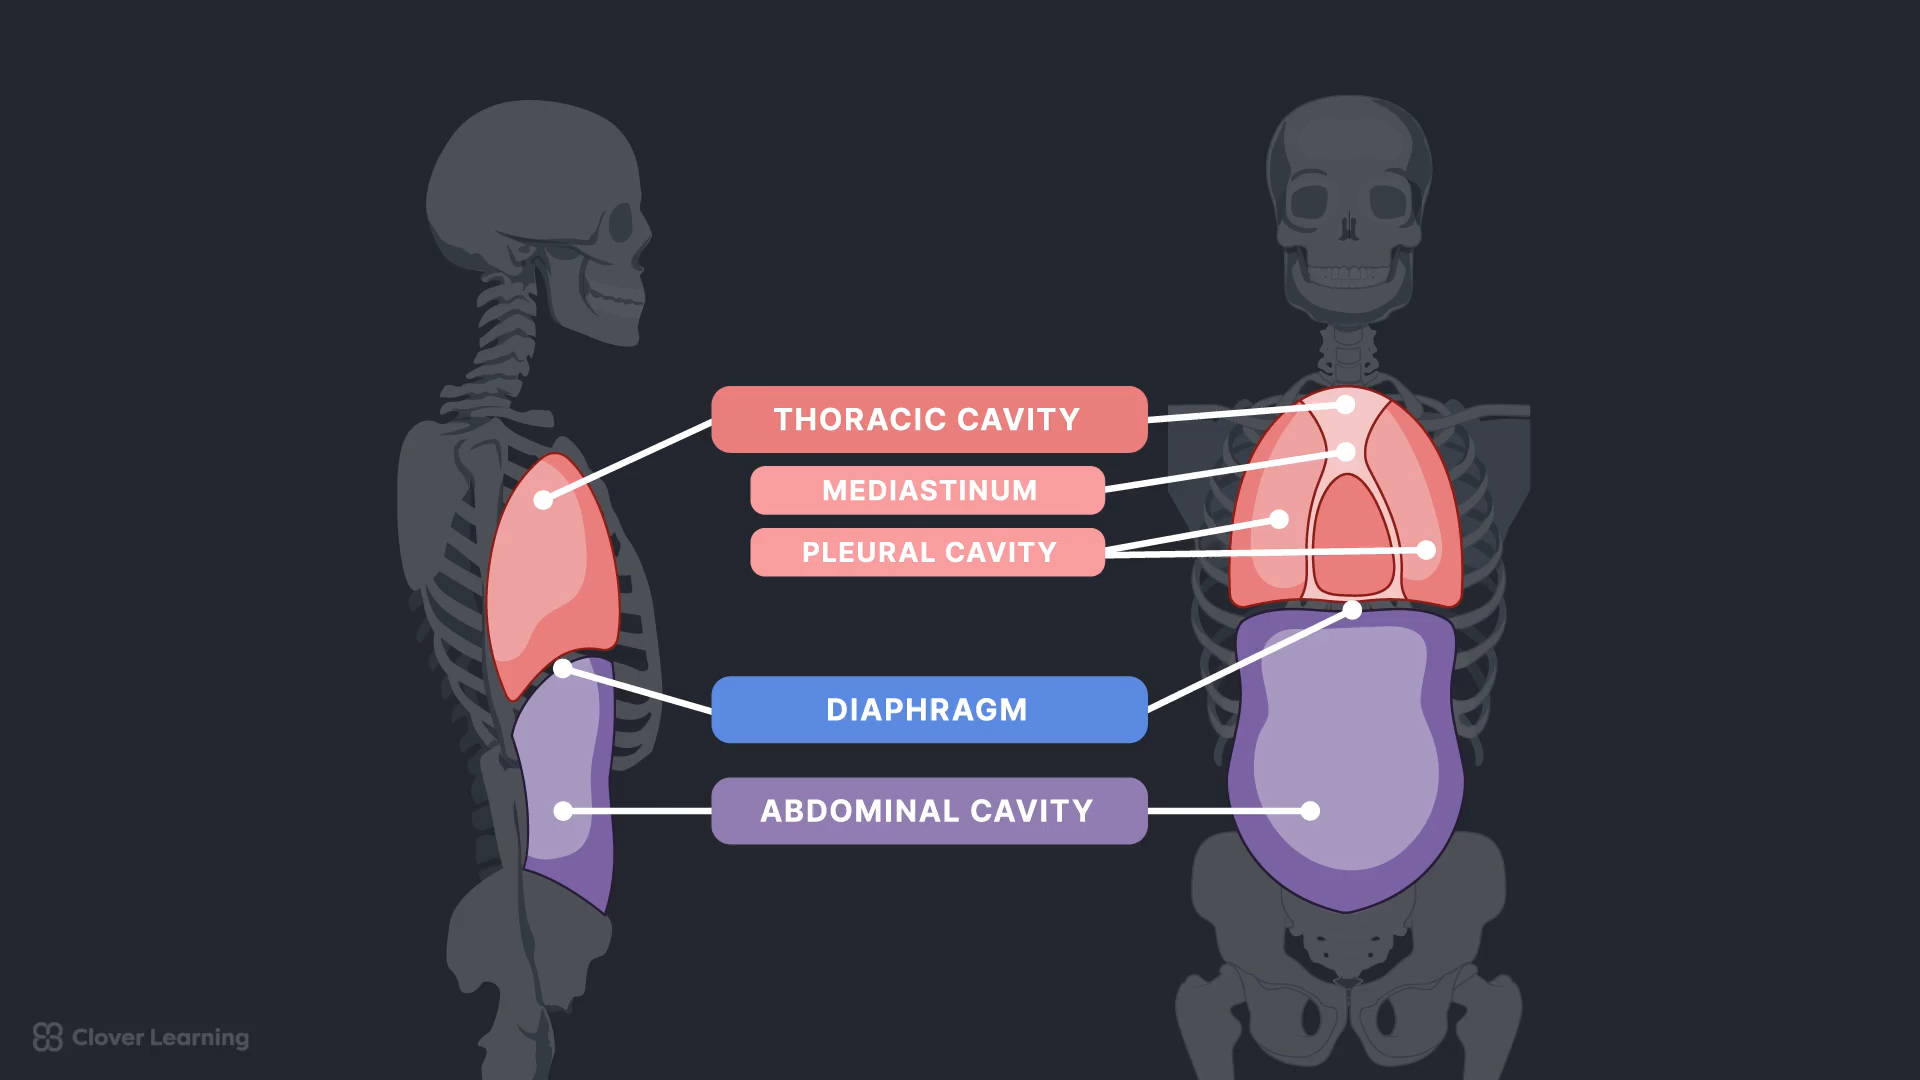 THORACIC CAVITY
MEDIASTINUM
PLEURAL CAVITY
DIAPHRAGM
ABDOMINAL CAVITY
Clover Learning